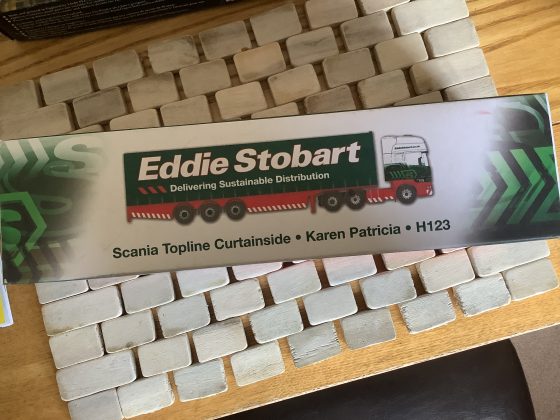 Eddie Stobart
Delivering Sustainable Distribution
Scania Topline Curtainside • Karen Patricia • H123